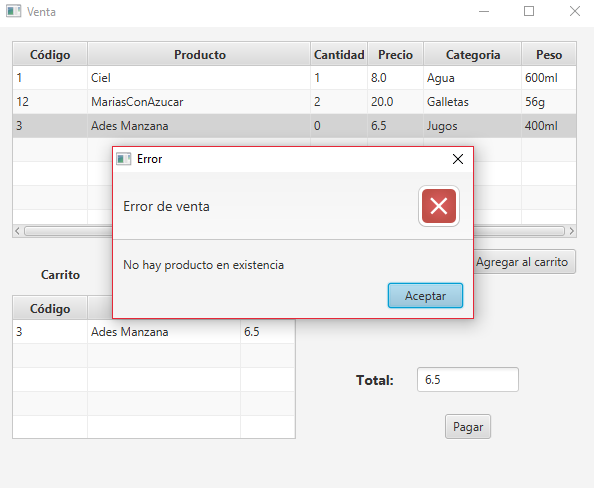 Venta
Código Producto Cantidad Precio Categoria Peso
1 Ciel 1 8.0 Agua 600ml
12 MariasConAzucar 2 20.0 Galletas 56g
3 Ades Manzana 0 6.5 Jugos 400ml
Error
Error de venta
No hay producto en existencia
Aceptar
Agregar al carrito
Carrito
Código
3 Ades Manzana 6.5
Total: 6.5
Pagar